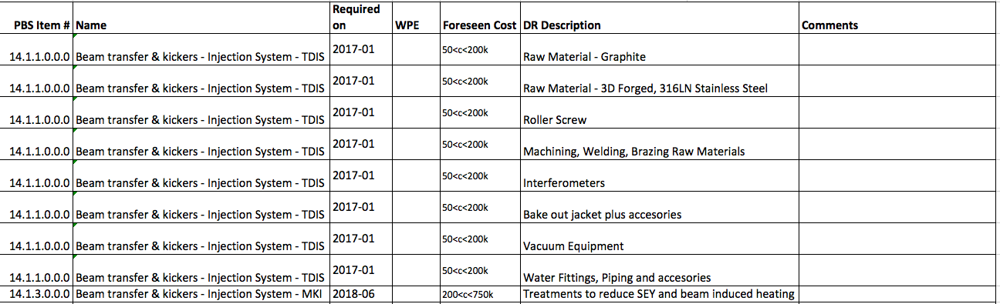 PBS Item # Name Required on WPE Foreseen Cost DR Description Comments
14.1.1.0.0.0 Beam transfer & kickers - Injection System - TDIS 2017-01 50<c<200k Raw Material - Graphite
14.1.1.0.0.0 Beam transfer & kickers - Injection System - TDIS 2017-01 50<c<200k Raw Material - 3D Forged, 316LN Stainless Steel
14.1.1.0.0.0 Beam transfer & kickers - Injection System - TDIS 2017-01 50<c<200k Roller Screw
14.1.1.0.0.0 Beam transfer & kickers - Injection System - TDIS 2017-01 50<c<200k Machining, Welding, Brazing Raw Materials
14.1.1.0.0.0 Beam transfer & kickers - Injection System - TDIS 2017-01 50<c<200k Interferometers
14.1.1.0.0.0 Beam transfer & kickers - Injection System - TDIS 2017-01 50<c<200k Bake out jacket plus accesories
14.1.1.0.0.0 Beam transfer & kickers - Injection System - TDIS 2017-01 50<c<200k Vacuum Equipment
14.1.1.0.0.0 Beam transfer & kickers - Injection System - TDIS 2017-01 50<c<200k Water Fittings, Piping and accesories
14.1.3.0.0.0 Beam transfer & kickers - Injection System - MKI 2018-06 200<c<750k Treatments to reduce SEY and beam induced heating